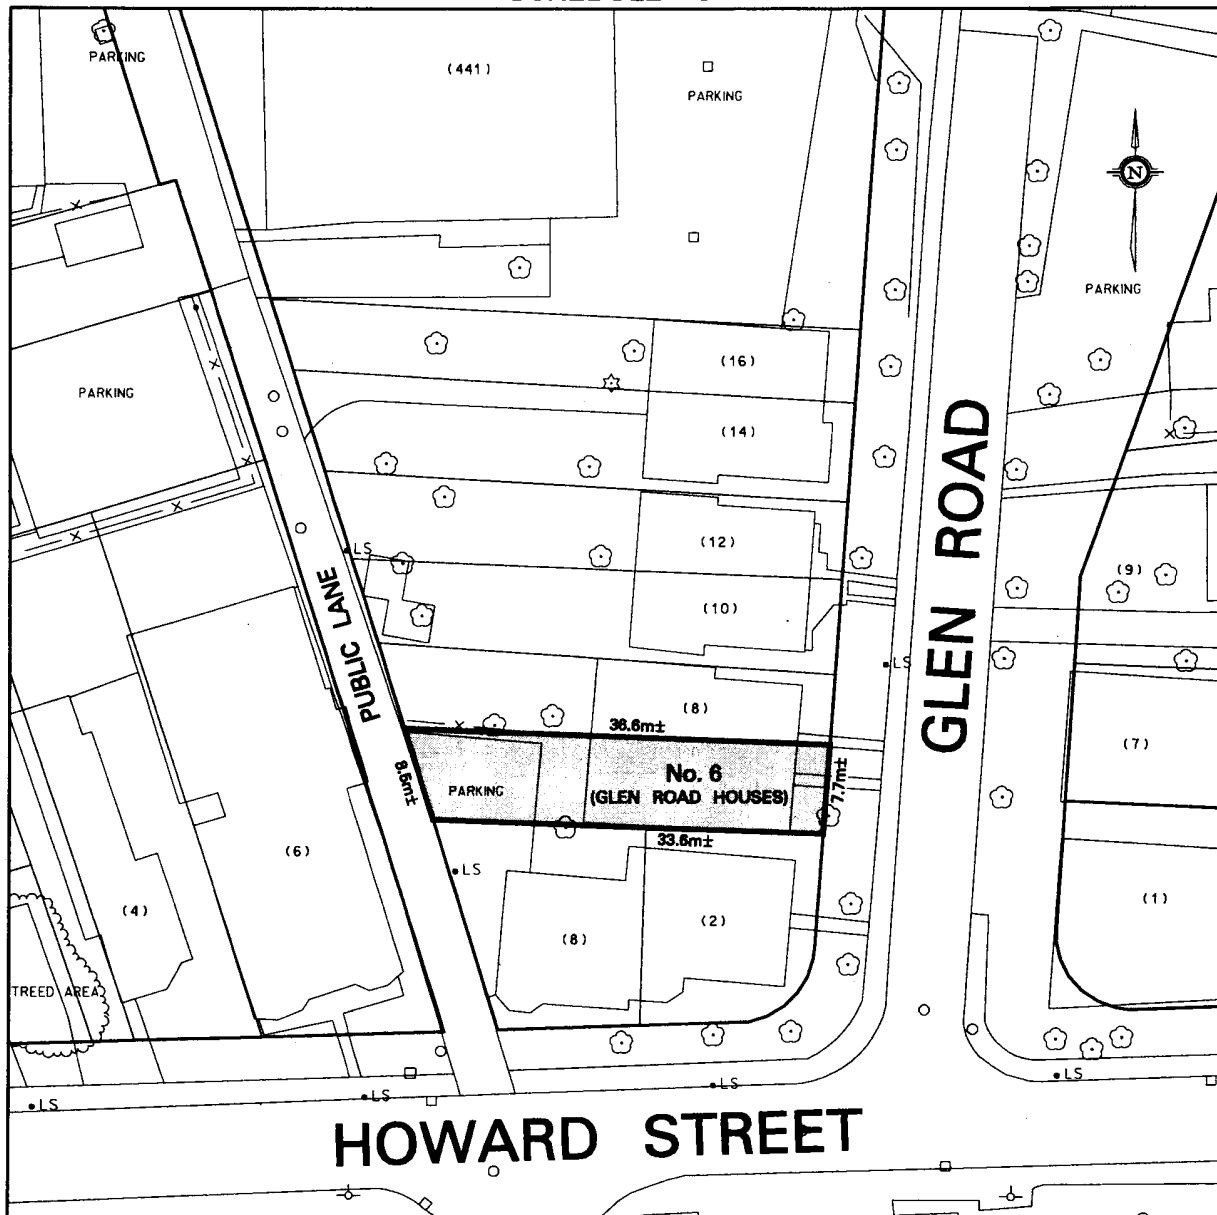 PARKING
(441)
PARKING
N
PARKING
PARKING
(16)
(14)
(12)
(10)
(9)
LS
LS
PUBLIC LANE
GLEN ROAD
(8)
36.6m±
(7)
8.5m±
PARKING
No. 6
(GLEN ROAD HOUSES)
7.7m±
33.6m±
LS
(6)
(4)
(8)
(2)
(1)
TREED AREA
LS
LS
LS
LS
HOWARD STREET